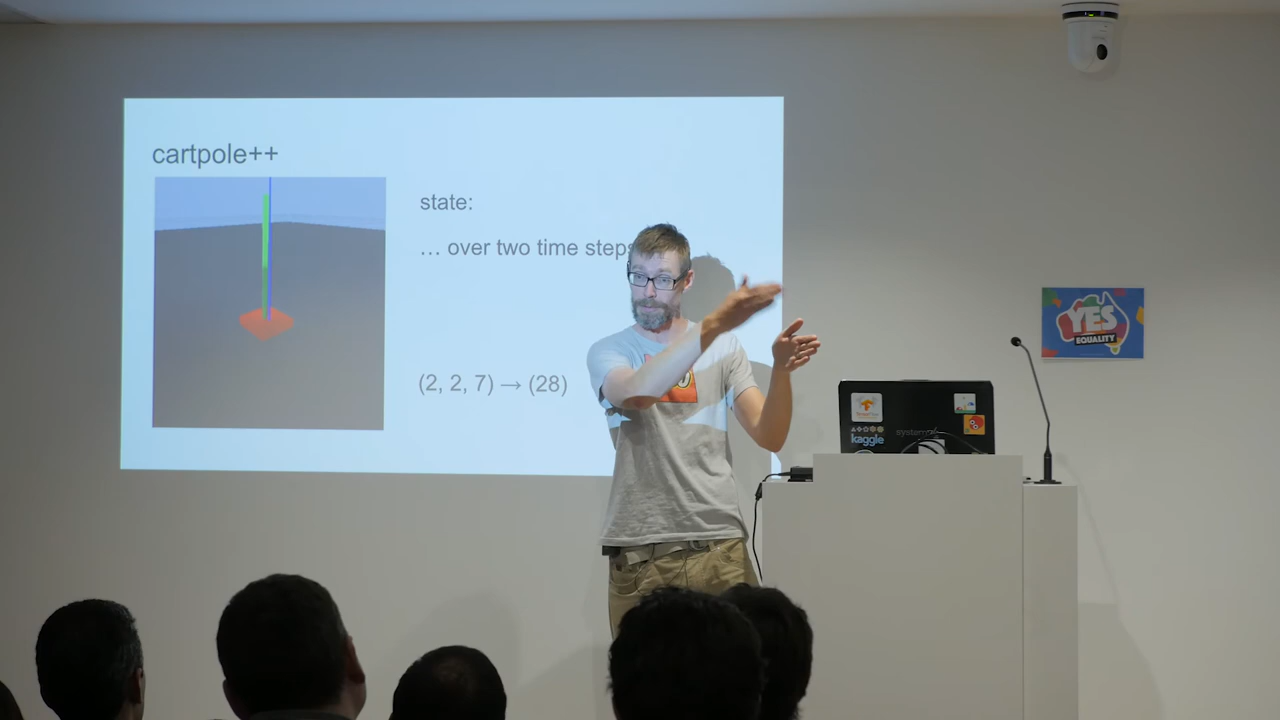 cartpole++
state:
… over two time steps
(2, 2, 7) → (28)
YES
EQUALITY
kaggle